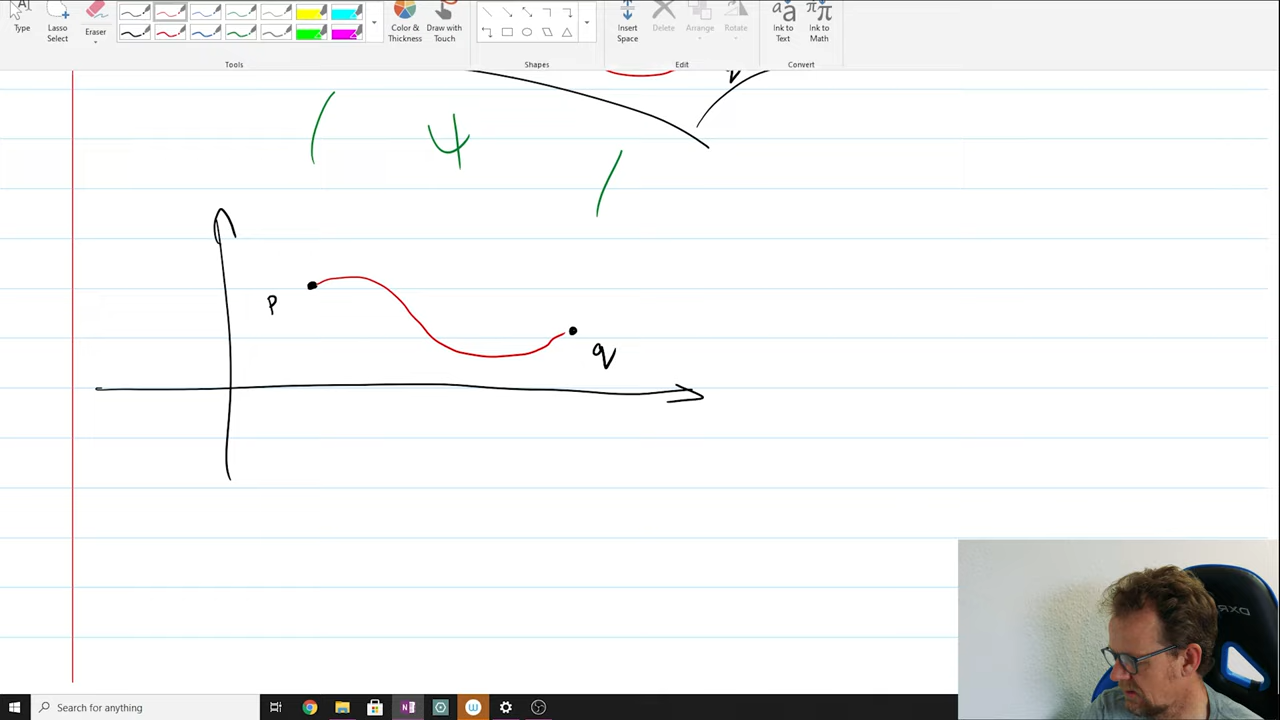 Type Lasso Select Eraser Color & Thickness Draw with Touch Insert Space Delete Arrange Rotate Ink to Text Ink to Math
Tools Shapes Edit Convert
q
( ψ
/
p
q
DXR
Search for anything